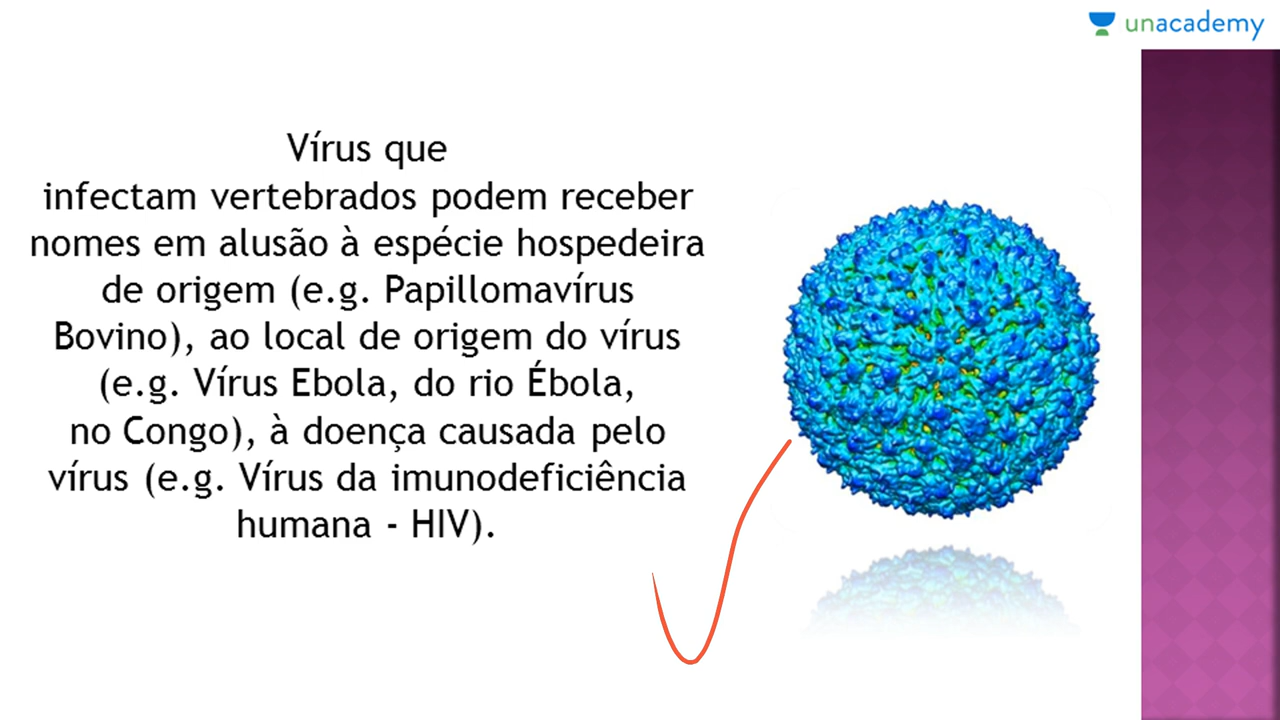 unacademy
Vírus que
infectam vertebrados podem receber
nomes em alusão à espécie hospedeira
de origem (e.g. Papillomavírus
Bovino), ao local de origem do vírus
(e.g. Vírus Ebola, do rio Ébola,
no Congo), à doença causada pelo
vírus (e.g. Vírus da imunodeficiência
humana - HIV).